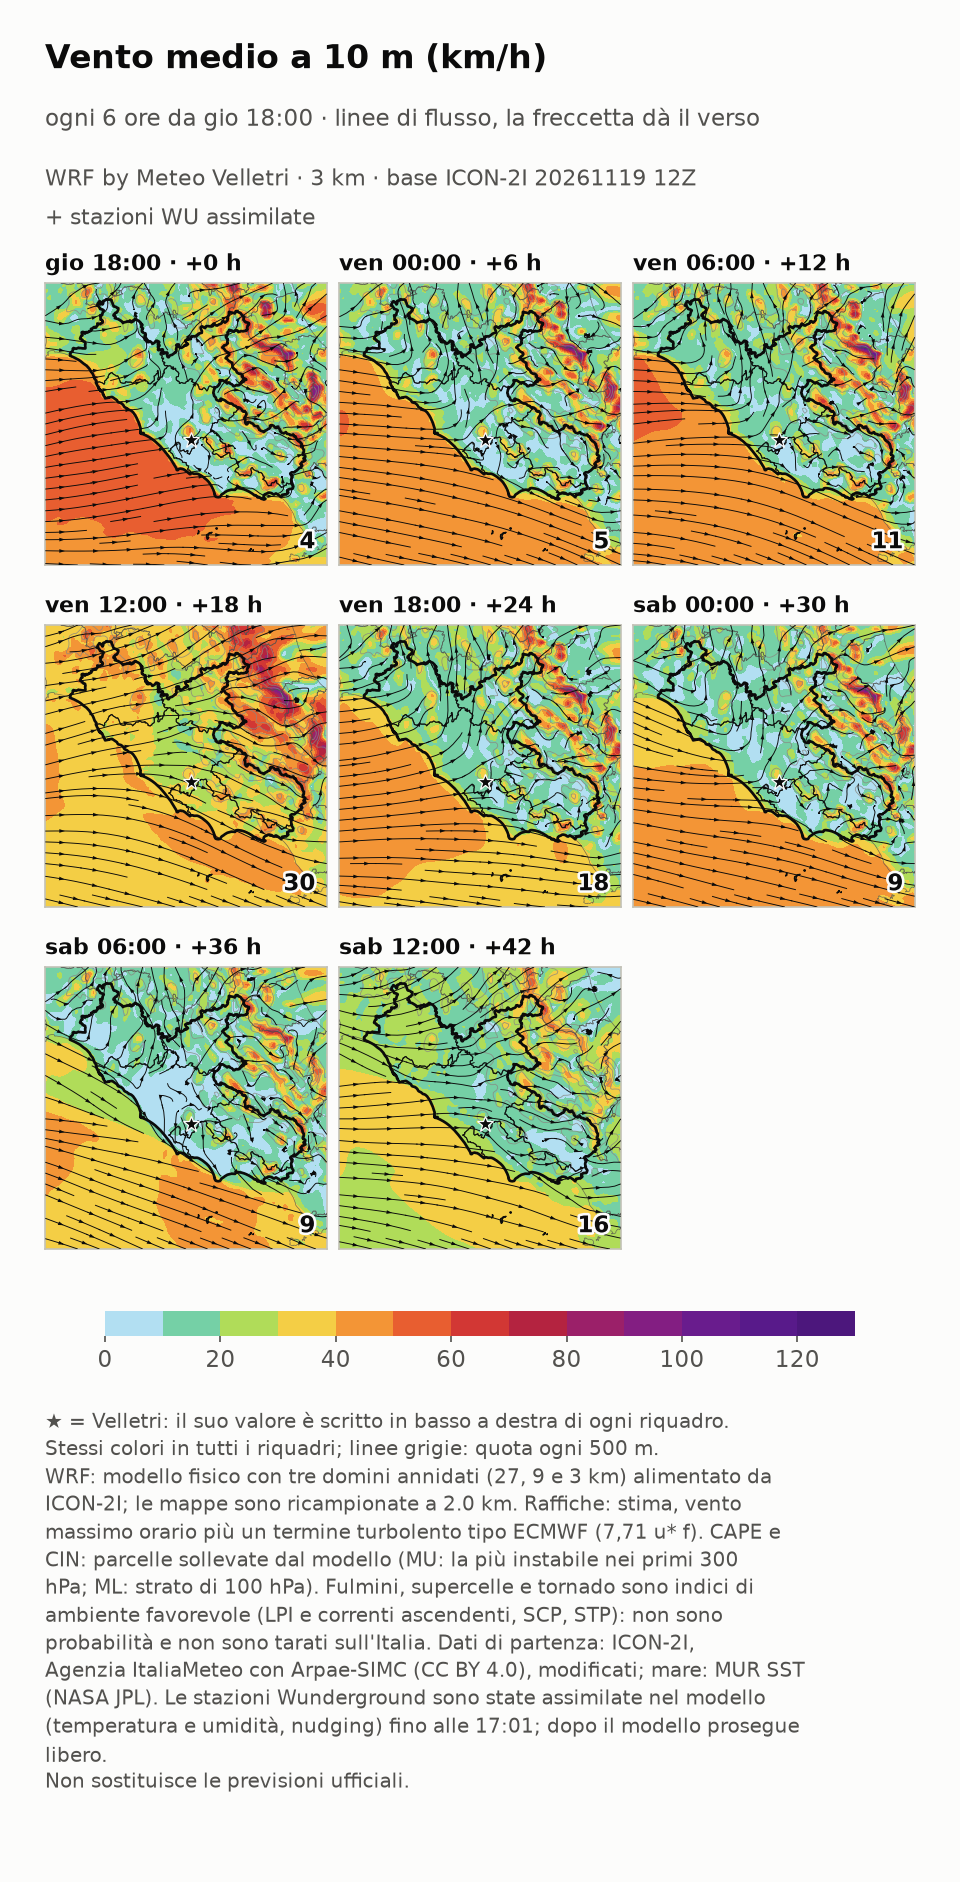 Vento medio a 10 m (km/h)
ogni 6 ore da gio 18:00 · linee di flusso, la freccetta dà il verso
WRF by Meteo Velletri · 3 km · base ICON-2I 20261119 12Z
+ stazioni WU assimilate
gio 18:00 · +0 h
ven 00:00 · +6 h
ven 06:00 · +12 h
4
5
11
ven 12:00 · +18 h
ven 18:00 · +24 h
sab 00:00 · +30 h
30
18
9
sab 06:00 · +36 h
sab 12:00 · +42 h
9
16
0 20 40 60 80 100 120
★ = Velletri: il suo valore è scritto in basso a destra di ogni riquadro.
Stessi colori in tutti i riquadri; linee grigie: quota ogni 500 m.
WRF: modello fisico con tre domini annidati (27, 9 e 3 km) alimentato da
ICON-2I; le mappe sono ricampionate a 2.0 km. Raffiche: stima, vento
massimo orario più un termine turbolento tipo ECMWF (7,71 u* f). CAPE e
CIN: parcelle sollevate dal modello (MU: la più instabile nei primi 300
hPa; ML: strato di 100 hPa). Fulmini, supercelle e tornado sono indici di
ambiente favorevole (LPI e correnti ascendenti, SCP, STP): non sono
probabilità e non sono tarati sull'Italia. Dati di partenza: ICON-2I,
Agenzia ItaliaMeteo con Arpae-SIMC (CC BY 4.0), modificati; mare: MUR SST
(NASA JPL). Le stazioni Wunderground sono state assimilate nel modello
(temperatura e umidità, nudging) fino alle 17:01; dopo il modello prosegue
libero.
Non sostituisce le previsioni ufficiali.